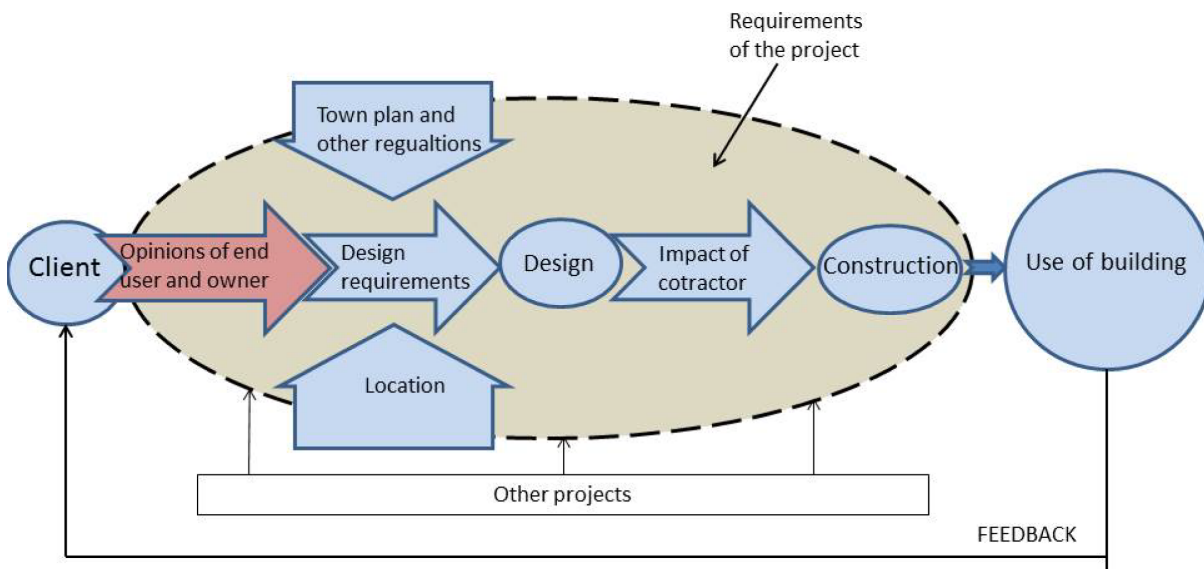 Requirements
of the project
Town plan and
other regualtions
Client
Opinions of end
user and owner
Design
requirements
Design
Impact of
cotractor
Construction
Use of building
Location
Other projects
FEEDBACK